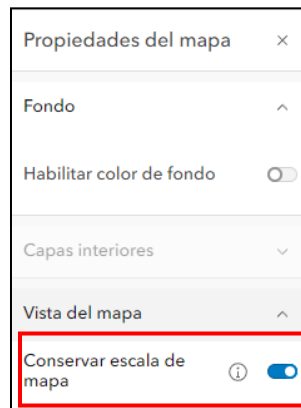 Propiedades del mapa
Fondo
Habilitar color de fondo
Capas interiores
Vista del mapa
Conservar escala de
mapa